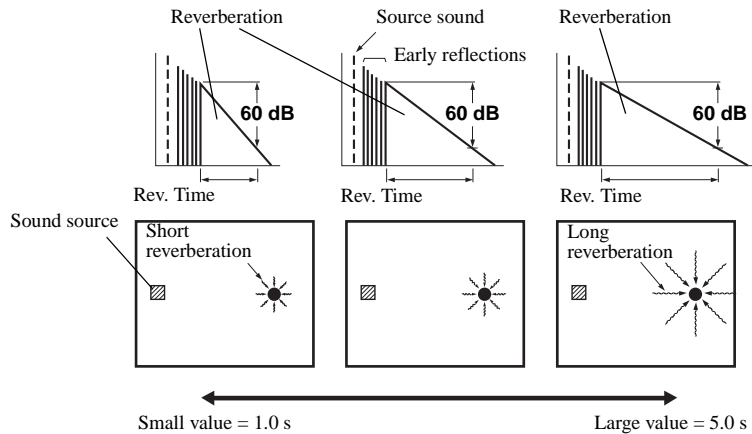 Reverberation
Source sound
Reverberation
Early reflections
60 dB
60 dB
60 dB
Rev. Time
Rev. Time
Rev. Time
Sound source
Short
reverberation
Long
reverberation
Small value = 1.0 s
Large value = 5.0 s